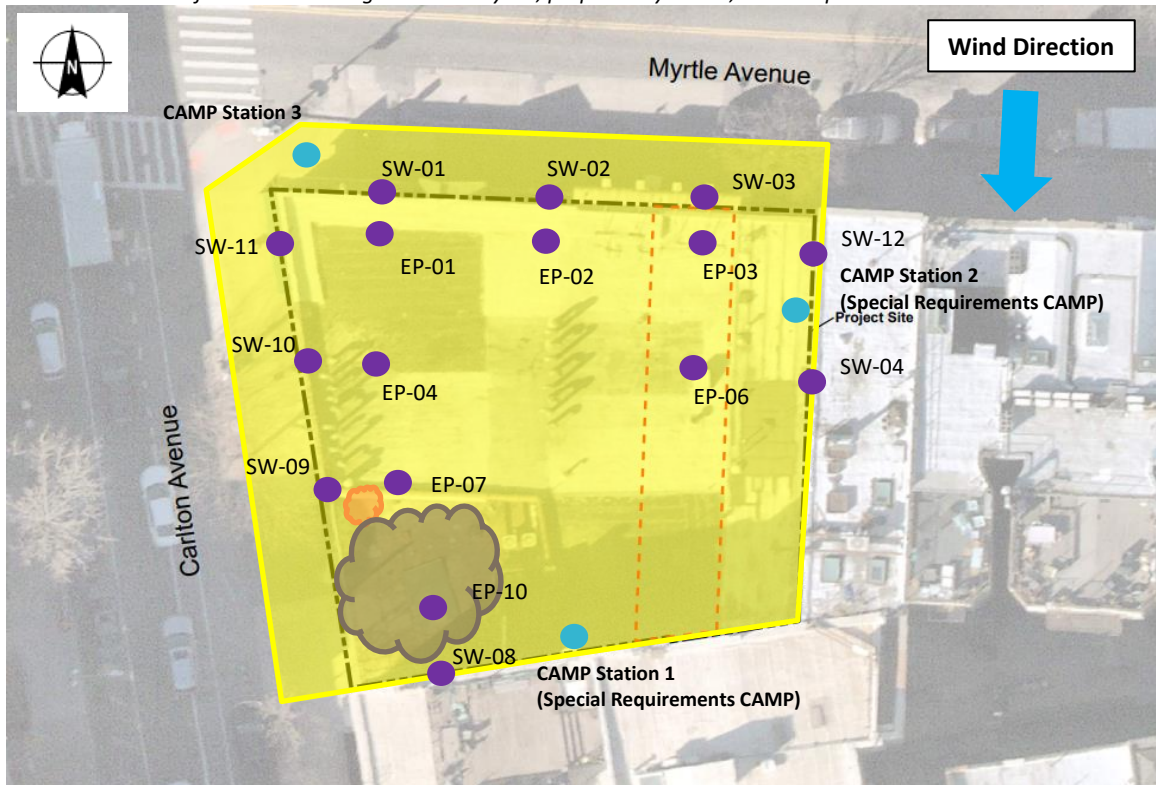 Wind Direction
Myrtle Avenue
N
CAMP Station 3
SW-01
SW-02
SW-03
SW-11
EP-01
EP-02
EP-03
SW-12
CAMP Station 2
(Special Requirements CAMP)
Project Site
SW-10
EP-04
EP-06
SW-04
Carlton Avenue
SW-09
EP-07
EP-10
SW-08
CAMP Station 1
(Special Requirements CAMP)